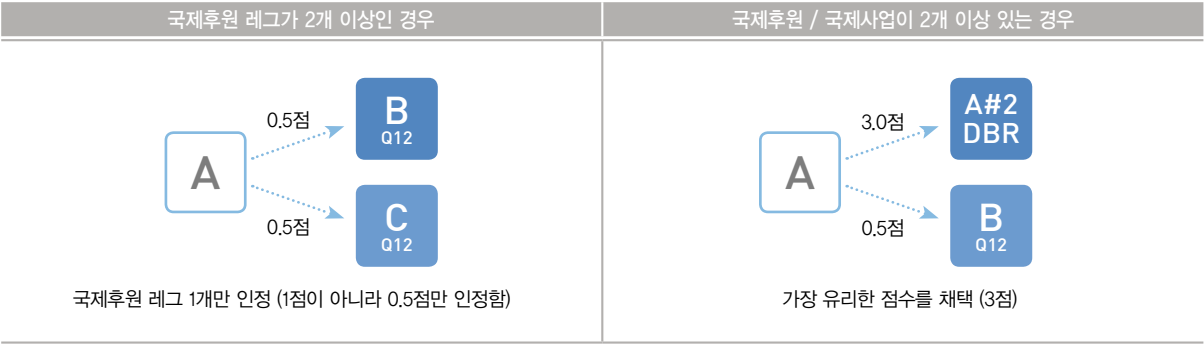 국제후원 레그가 2개 이상인 경우
국제후원 / 국제사업이 2개 이상 있는 경우
A
0.5점
B
Q12
0.5점
C
Q12
국제후원 레그 1개만 인정 (1점이 아니라 0.5점만 인정함)
A
3.0점
A#2
DBR
0.5점
B
Q12
가장 유리한 점수를 채택 (3점)